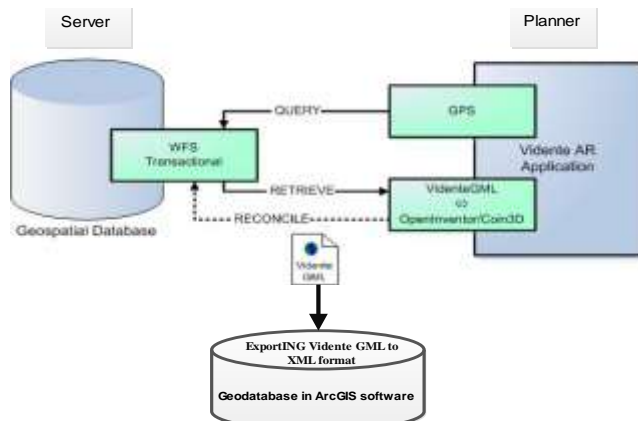 Server
Planner
QUERY
GPS
WFS
Transactional
Vidente AR
Application
RETRIEVE
VidenteGML
⇔
OpenInventor/Coin3D
RECONCILE
Geospatial Database
Vidente
GML
ExportING Vidente GML to
XML format
Geodatabase in ArcGIS software